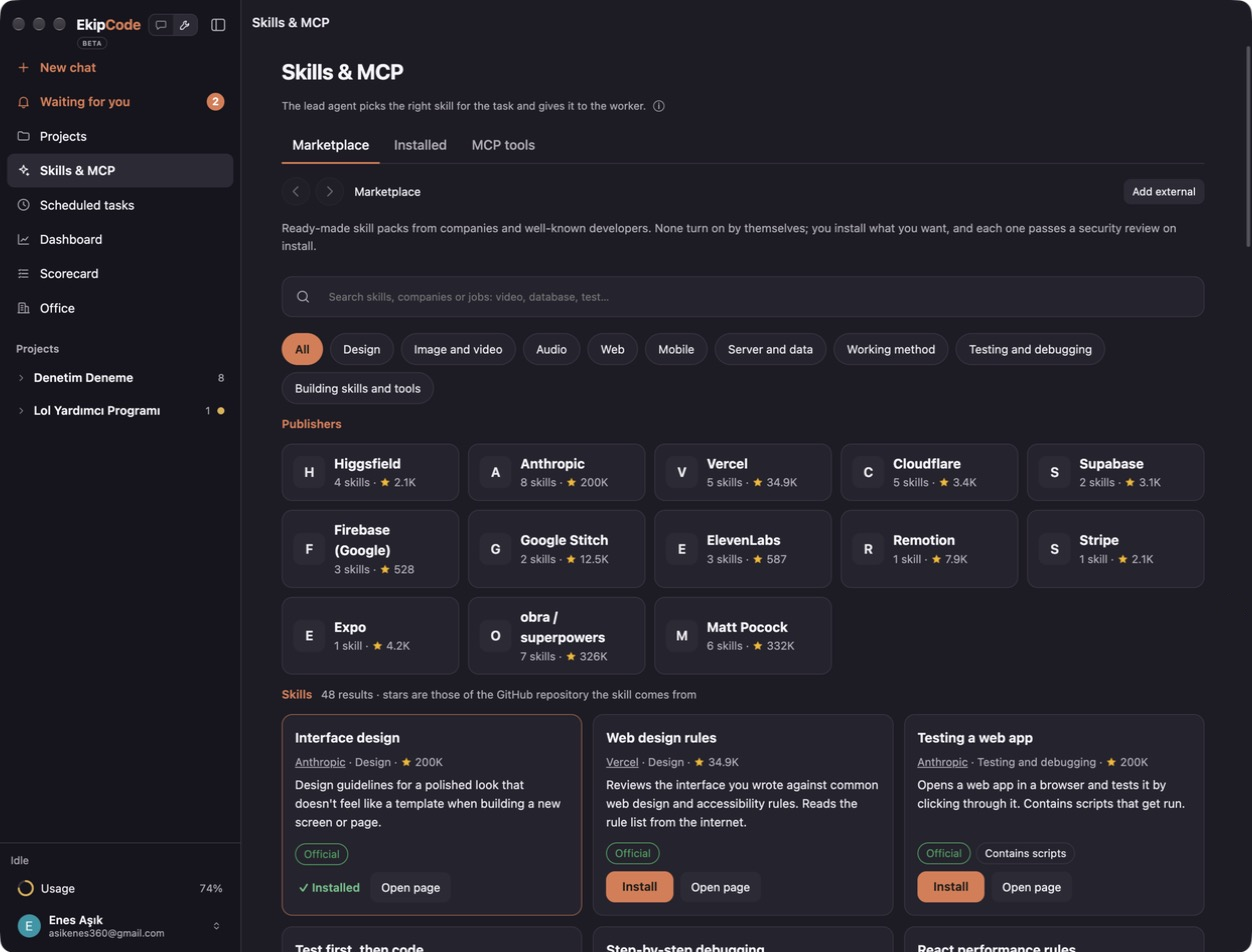 EkipCode
BETA
New chat
Waiting for you 2
Projects
Skills & MCP
Scheduled tasks
Dashboard
Scorecard
Office
Projects
Denetim Deneme 8
Lol Yardımcı Programı 1
Idle
Usage 74%
E
Enes Aşık
asikenes360@gmail.com
Skills & MCP
Skills & MCP
The lead agent picks the right skill for the task and gives it to the worker.
Marketplace Installed MCP tools
Marketplace Add external
Ready-made skill packs from companies and well-known developers. None turn on by themselves; you install what you want, and each one passes a security review on
install.
Search skills, companies or jobs: video, database, test...
All Design Image and video Audio Web Mobile Server and data Working method Testing and debugging
Building skills and tools
Publishers
H Higgsfield
4 skills · ★ 2.1K
A Anthropic
8 skills · ★ 200K
V Vercel
5 skills · ★ 34.9K
C Cloudflare
5 skills · ★ 3.4K
S Supabase
2 skills · ★ 3.1K
F Firebase
(Google)
3 skills · ★ 528
G Google Stitch
2 skills · ★ 12.5K
E ElevenLabs
3 skills · ★ 587
R Remotion
1 skill · ★ 7.9K
S Stripe
1 skill · ★ 2.1K
E Expo
1 skill · ★ 4.2K
O obra /
superpowers
7 skills · ★ 326K
M Matt Pocock
6 skills · ★ 332K
Skills 48 results · stars are those of the GitHub repository the skill comes from
Interface design
Anthropic · Design · ★ 200K
Design guidelines for a polished look that
doesn't feel like a template when building a new
screen or page.
Official
✓ Installed Open page
Web design rules
Vercel · Design · ★ 34.9K
Reviews the interface you wrote against common
web design and accessibility rules. Reads the
rule list from the internet.
Official
Install Open page
Testing a web app
Anthropic · Testing and debugging · ★ 200K
Opens a web app in a browser and tests it by
clicking through it. Contains scripts that get run.
Official Contains scripts
Install Open page
Test first, then code
Step-by-step debugging
React performance rules